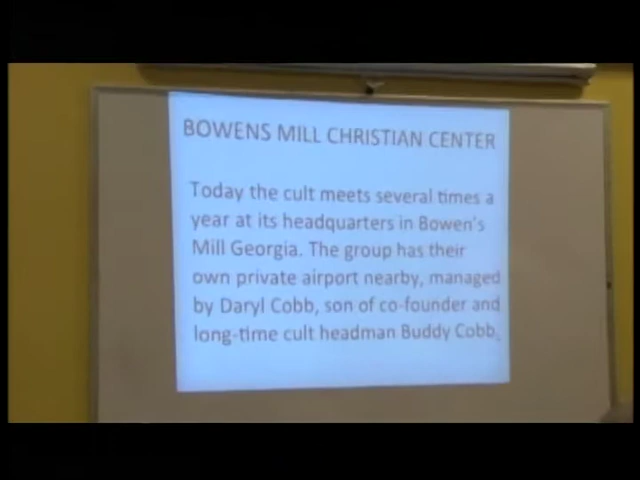 BOWENS MILL CHRISTIAN CENTER
Today the cult meets several times a
year at its headquarters in Bowen's
Mill Georgia. The group has their
own private airport nearby, managed
by Daryl Cobb, son of co-founder and
long-time cult headman Buddy Cobb.